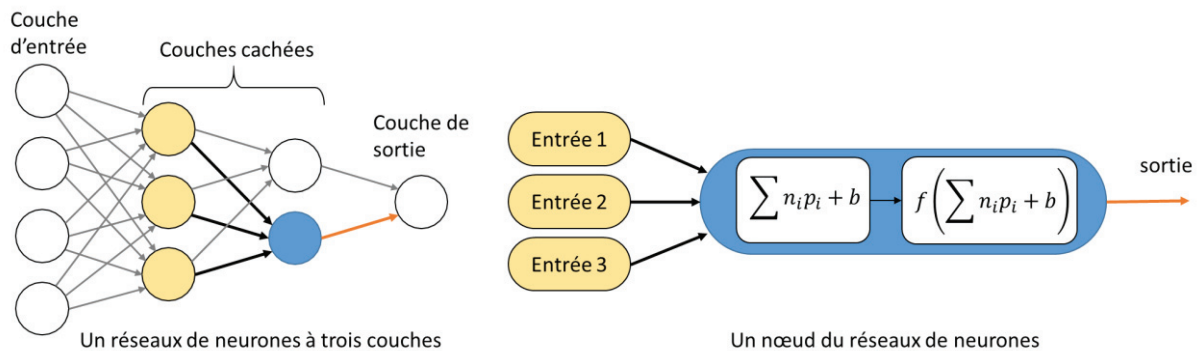 Couche
d'entrée
Couches cachées
Couche de
sortie
Un réseaux de neurones à trois couches
Entrée 1
Entrée 2
Entrée 3
∑ nᵢpᵢ + b
f(∑ nᵢpᵢ + b)
sortie
Un nœud du réseaux de neurones